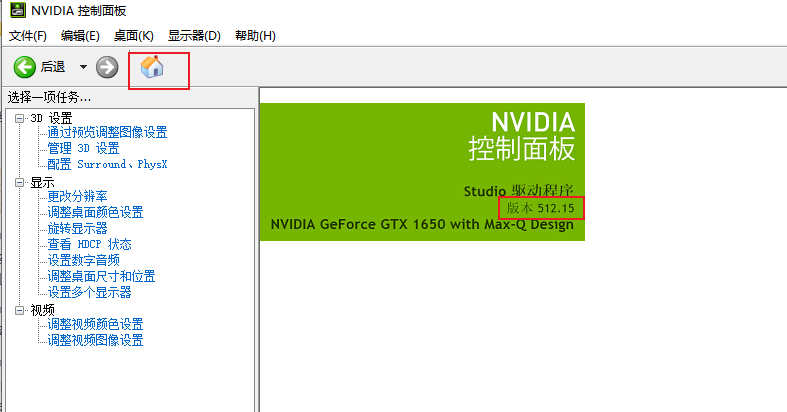 NVIDIA 控制面板
文件(F) 编辑(E) 桌面(K) 显示器(D) 帮助(H)
后退
选择一项任务...
3D 设置
通过预览调整图像设置
管理 3D 设置
配置 Surround、PhysX
显示
更改分辨率
调整桌面颜色设置
旋转显示器
查看 HDCP 状态
设置数字音频
调整桌面尺寸和位置
设置多个显示器
视频
调整视频颜色设置
调整视频图像设置
NVIDIA
控制面板
Studio 驱动程序
版本 512.15
NVIDIA GeForce GTX 1650 with Max-Q Design